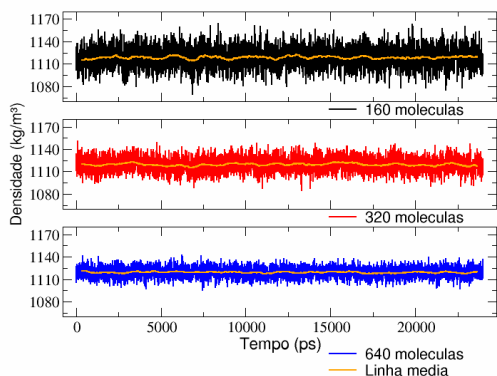 1170
1140
1110
1080
160 moleculas
Densidade (kg/m³)
1170
1140
1110
1080
320 moleculas
1170
1140
1110
1080
0 5000 10000 15000 20000
Tempo (ps)
640 moleculas
Linha media